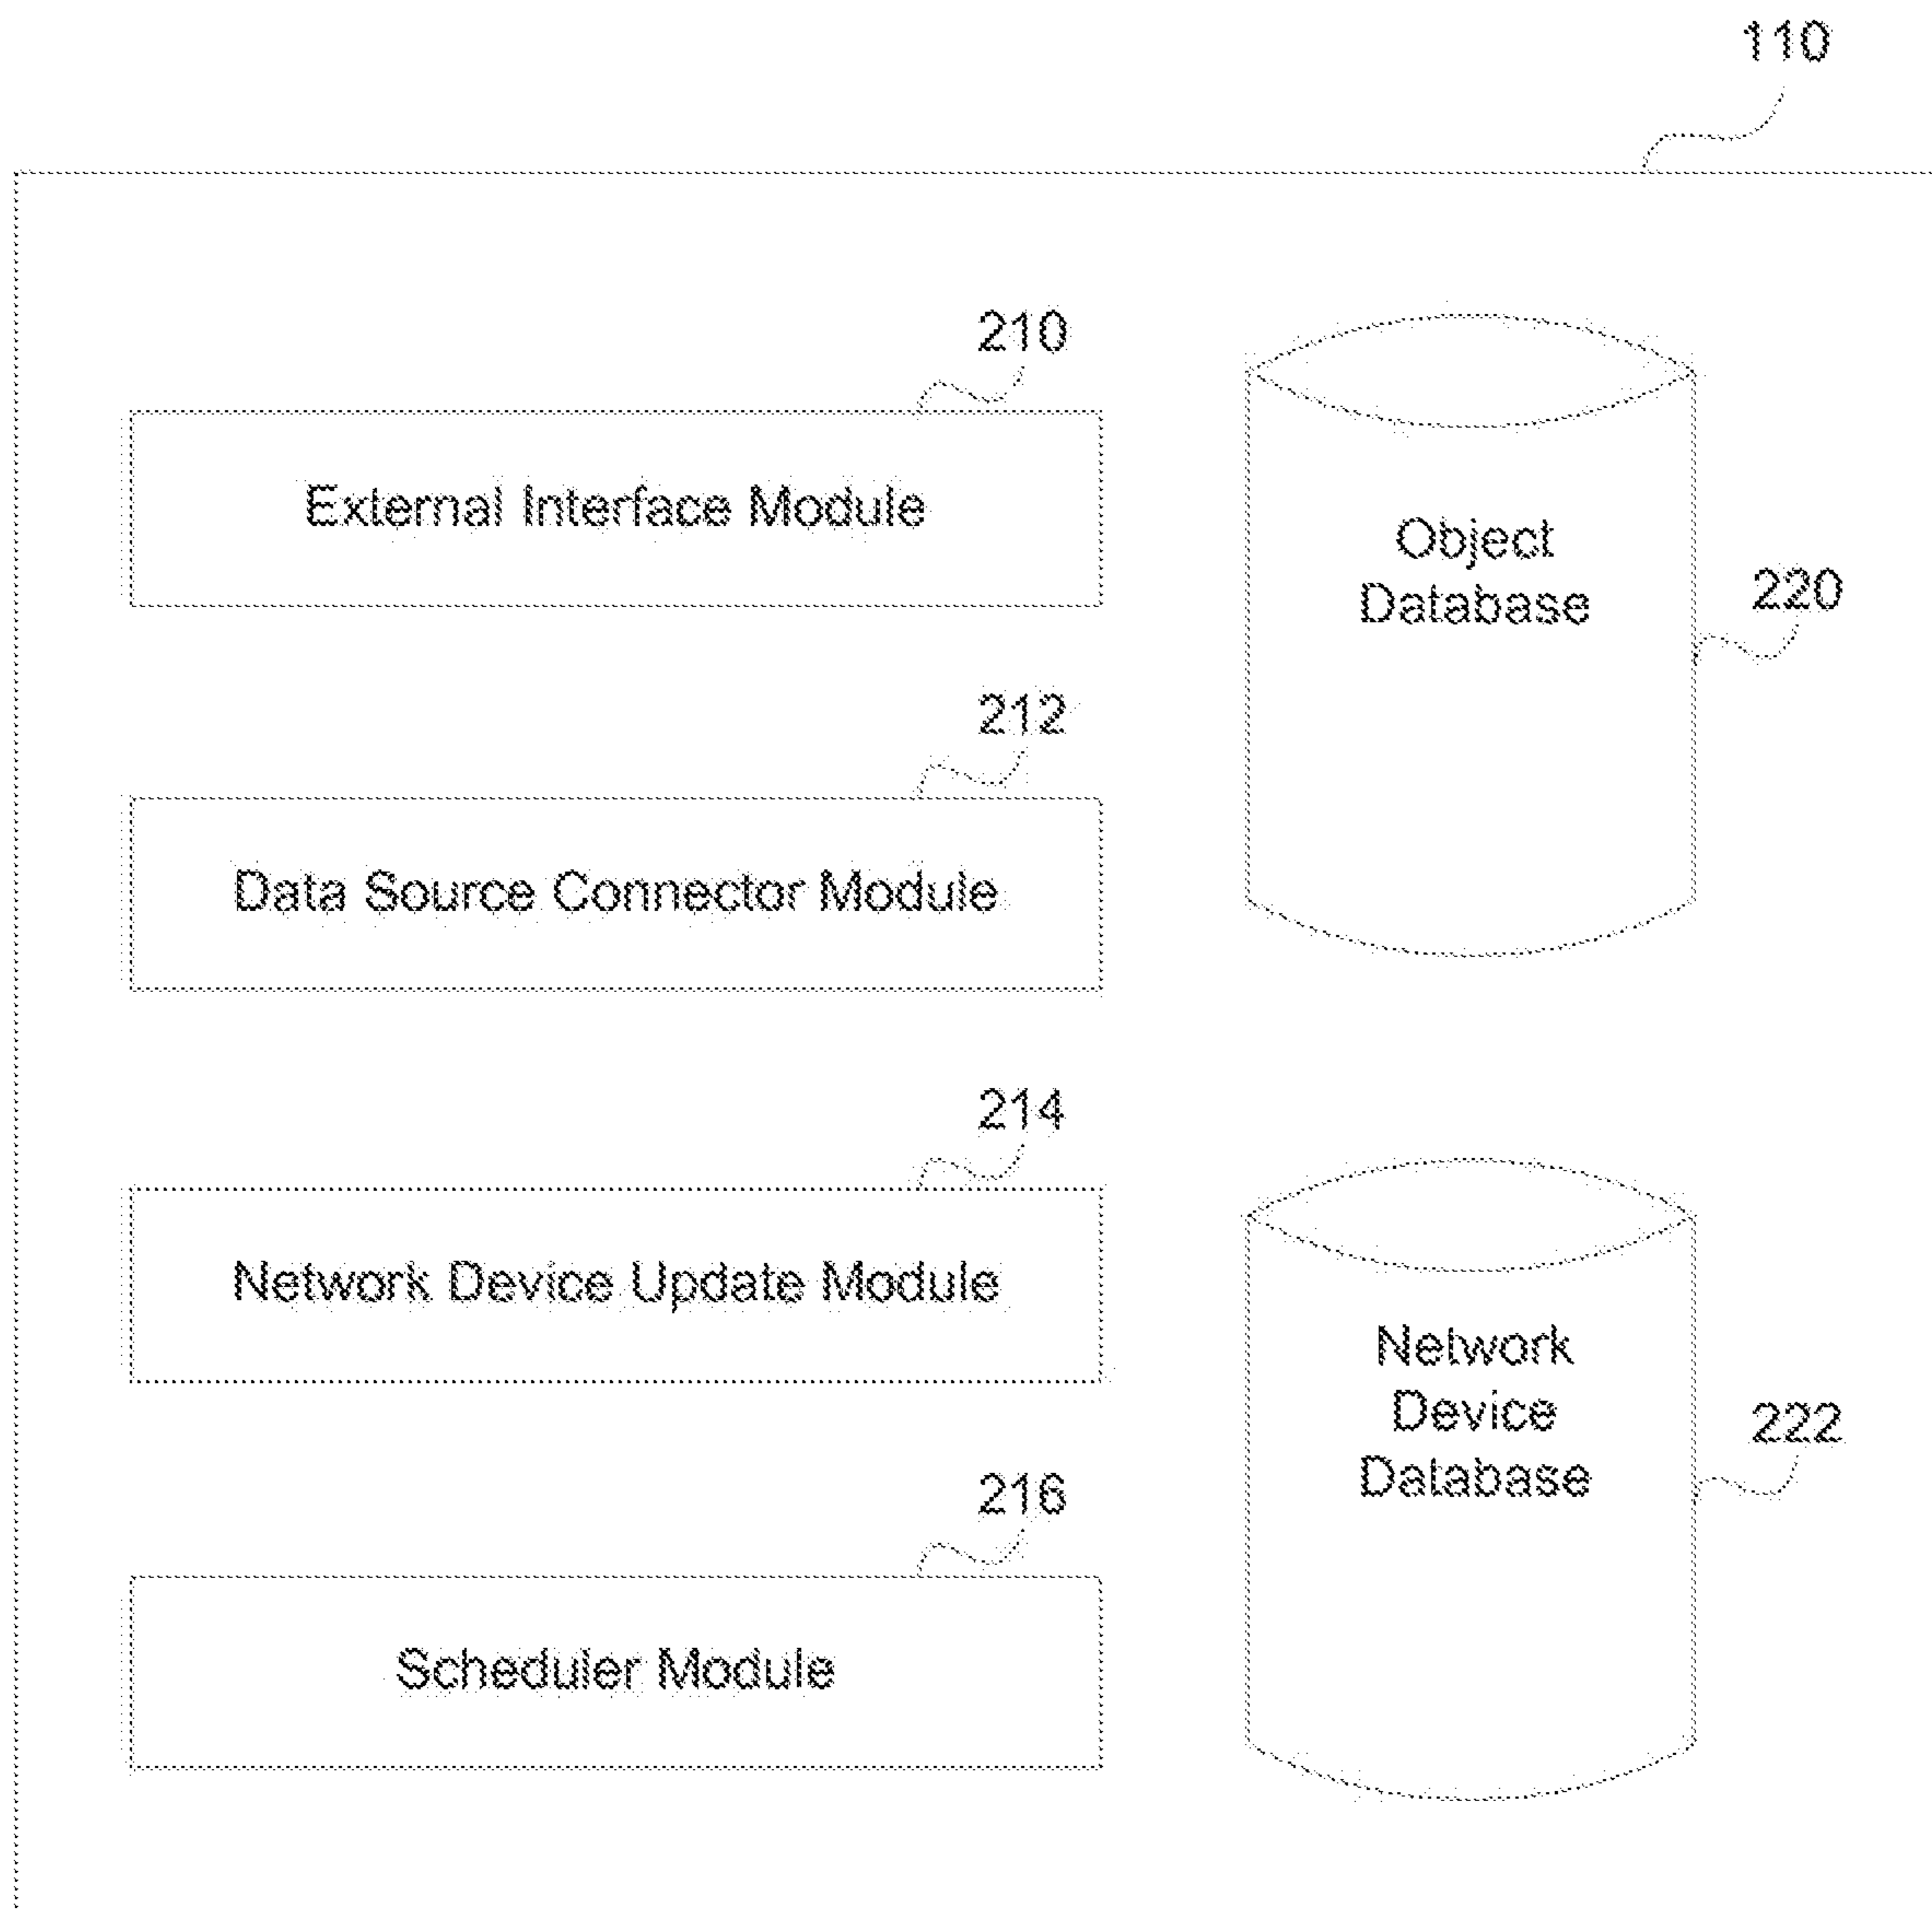 110
210
External Interface Module
Object
Database
220
212
Data Source Connector Module
214
Network Device Update Module
Network
Device
Database
222
216
Scheduler Module